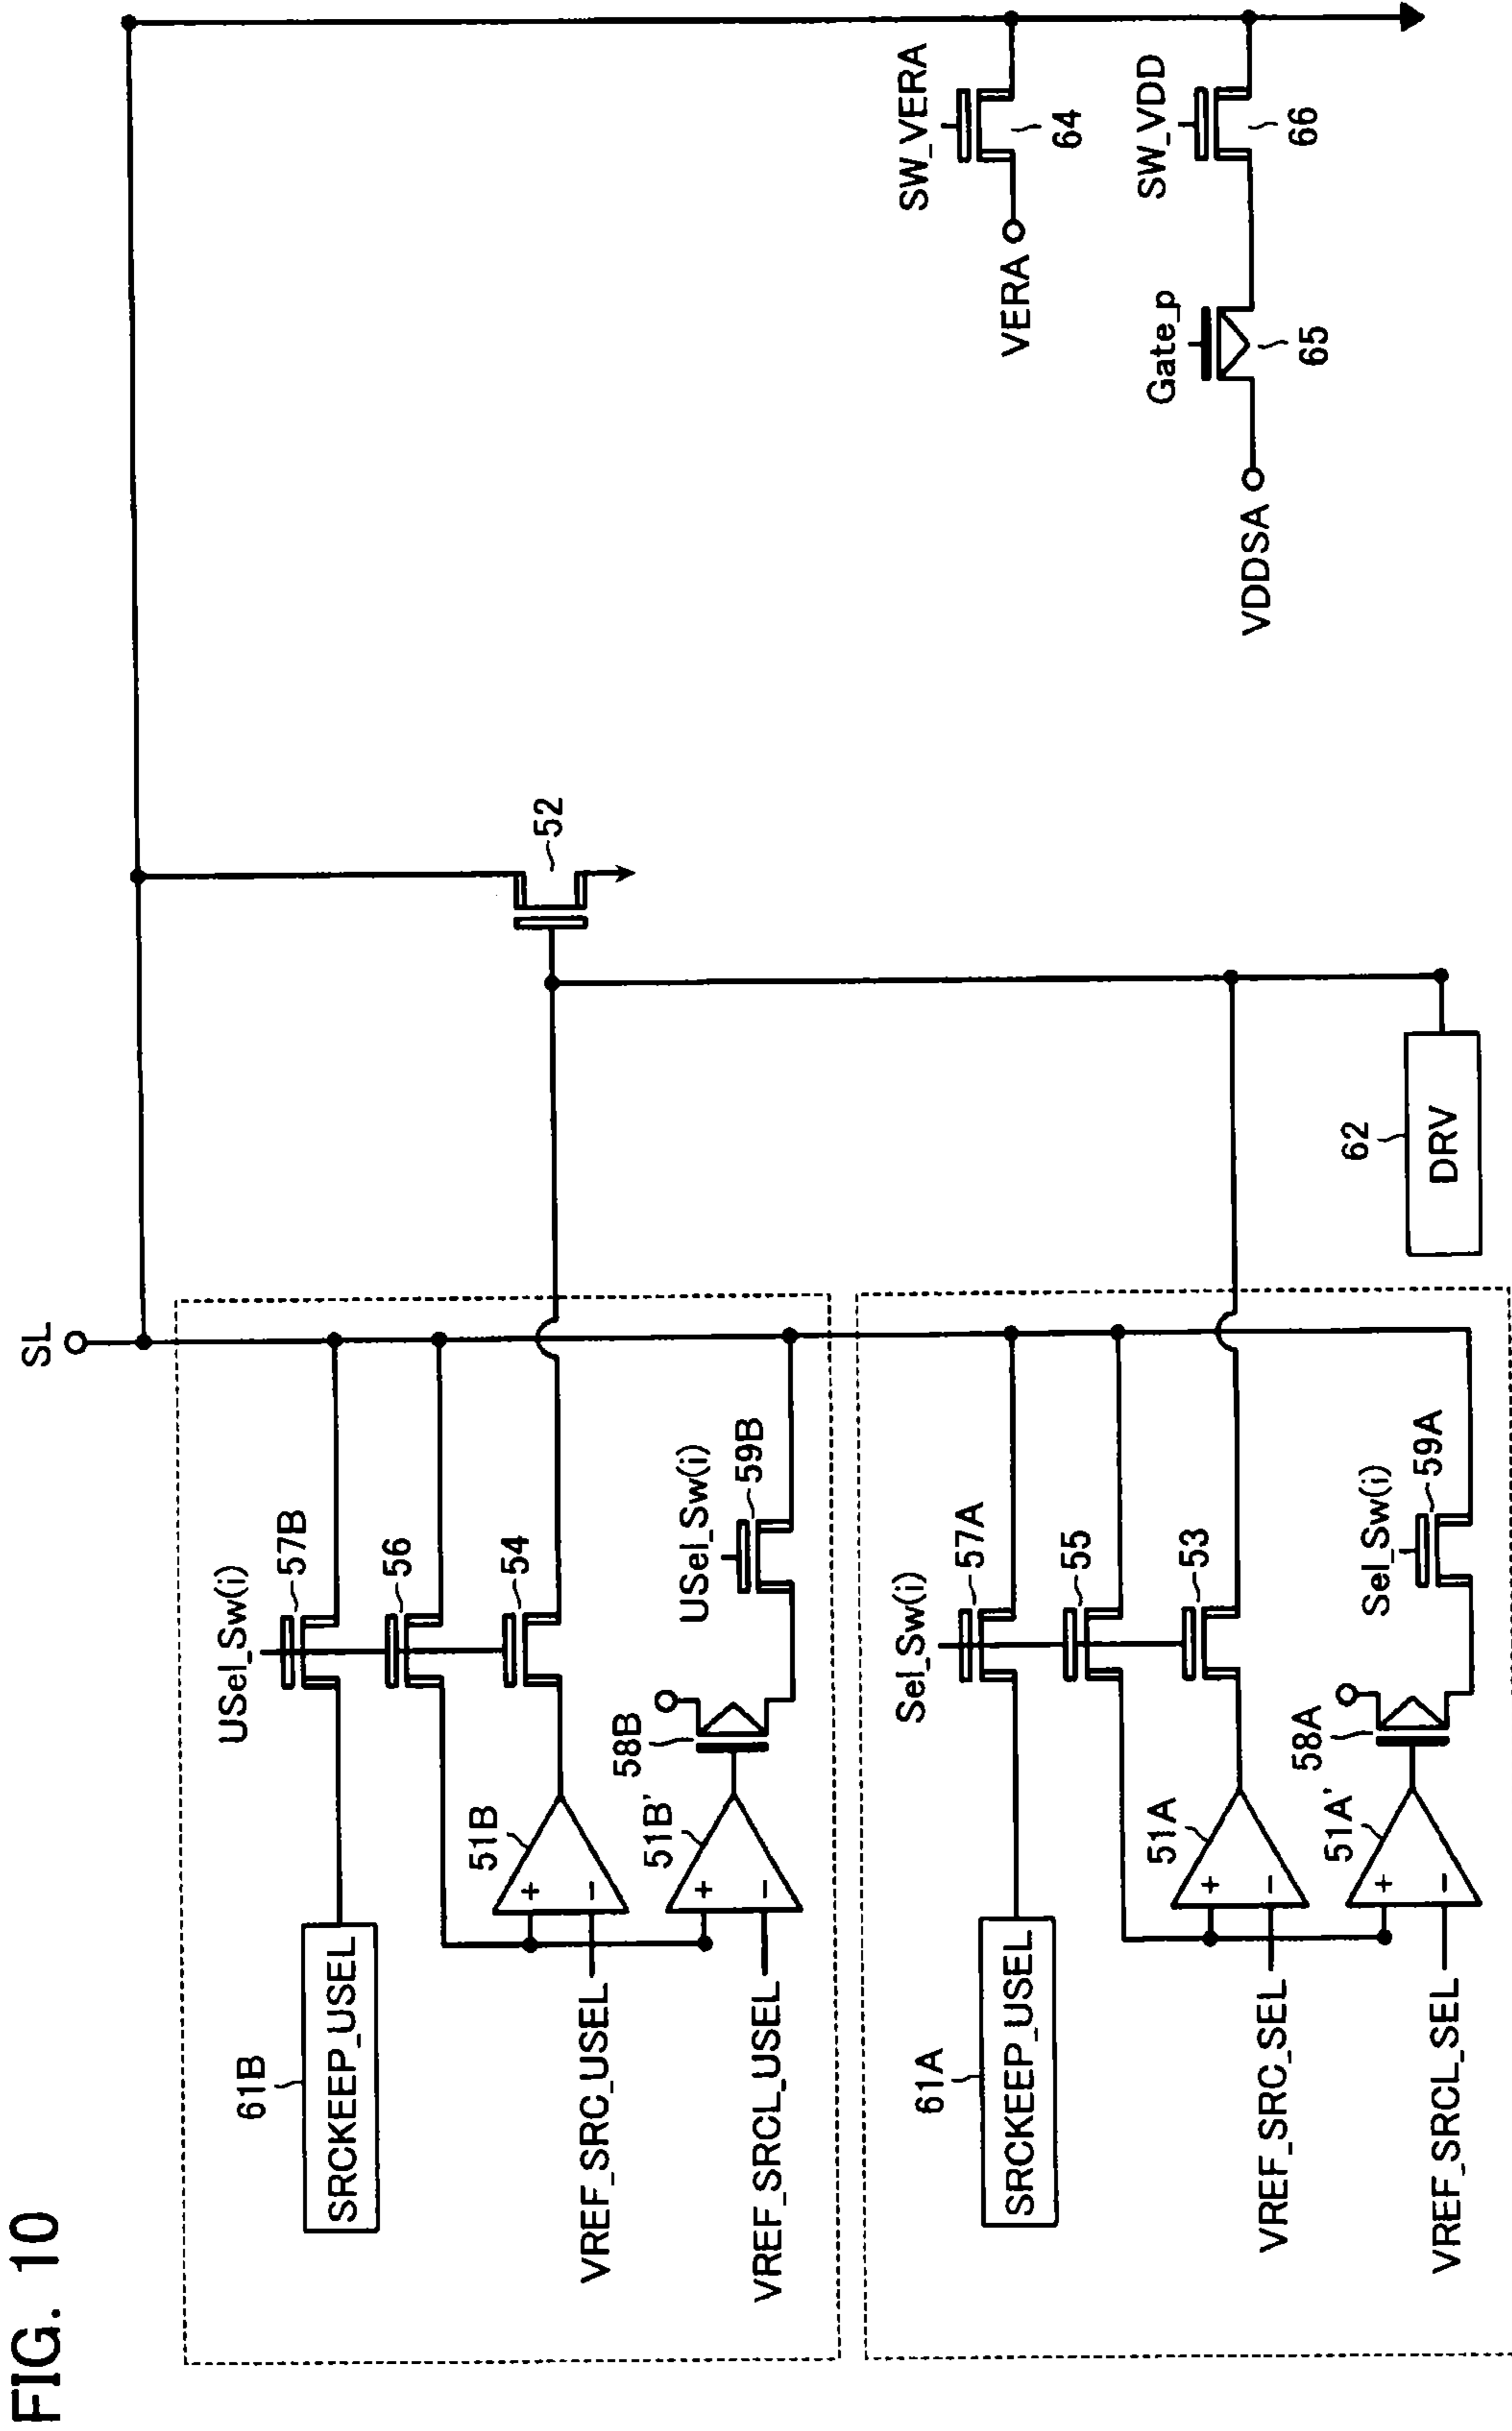 FIG. 10
SL
USel_Sw(i)
57B
56
54
61B
SRCKEEP_USEL
51B
VREF_SRC_USEL
USel_Sw(i)
59B
58B
51B'
VREF_SRCL_USEL
+
−
+
−
52
Sel_Sw(i)
57A
55
53
61A
SRCKEEP_USEL
51A
VREF_SRC_SEL
Sel_Sw(i)
59A
58A
51A'
VREF_SRCL_SEL
+
−
+
−
62
DRV
SW_VERA
64
VERA
SW_VDD
66
Gate_p
65
VDDSA